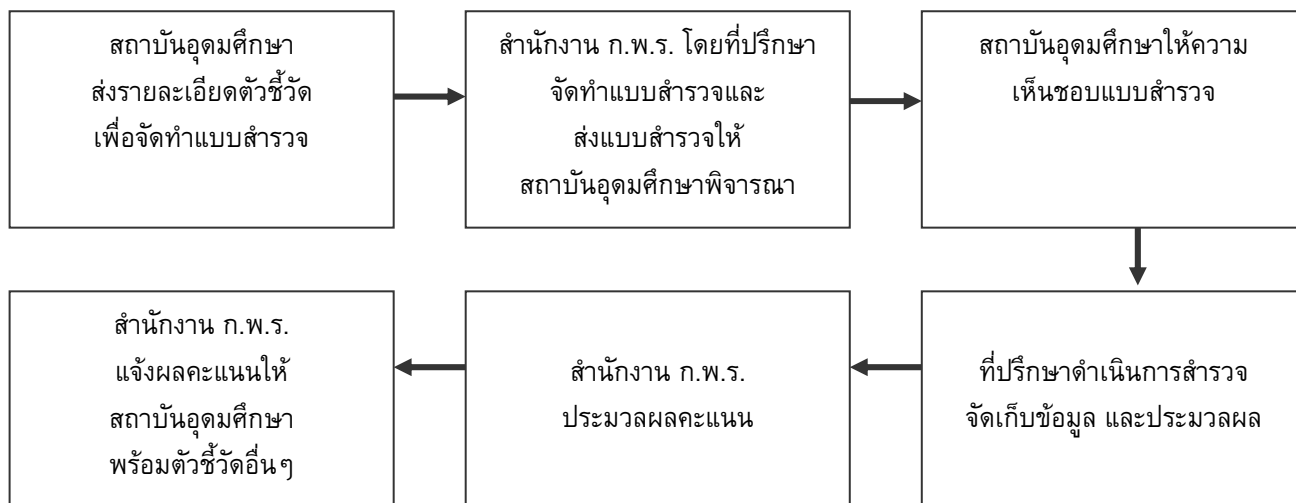 สถาบันอุดมศึกษา
ส่งรายละเอียดตัวชี้วัด
เพื่อจัดทำแบบสำรวจ
สำนักงาน ก.พ.ร. โดยที่ปรึกษา
จัดทำแบบสำรวจและ
ส่งแบบสำรวจให้
สถาบันอุดมศึกษาพิจารณา
สถาบันอุดมศึกษาให้ความ
เห็นชอบแบบสำรวจ
ที่ปรึกษาดำเนินการสำรวจ
จัดเก็บข้อมูล และประมวลผล
สำนักงาน ก.พ.ร.
ประมวลผลคะแนน
สำนักงาน ก.พ.ร.
แจ้งผลคะแนนให้
สถาบันอุดมศึกษา
พร้อมตัวชี้วัดอื่นๆ